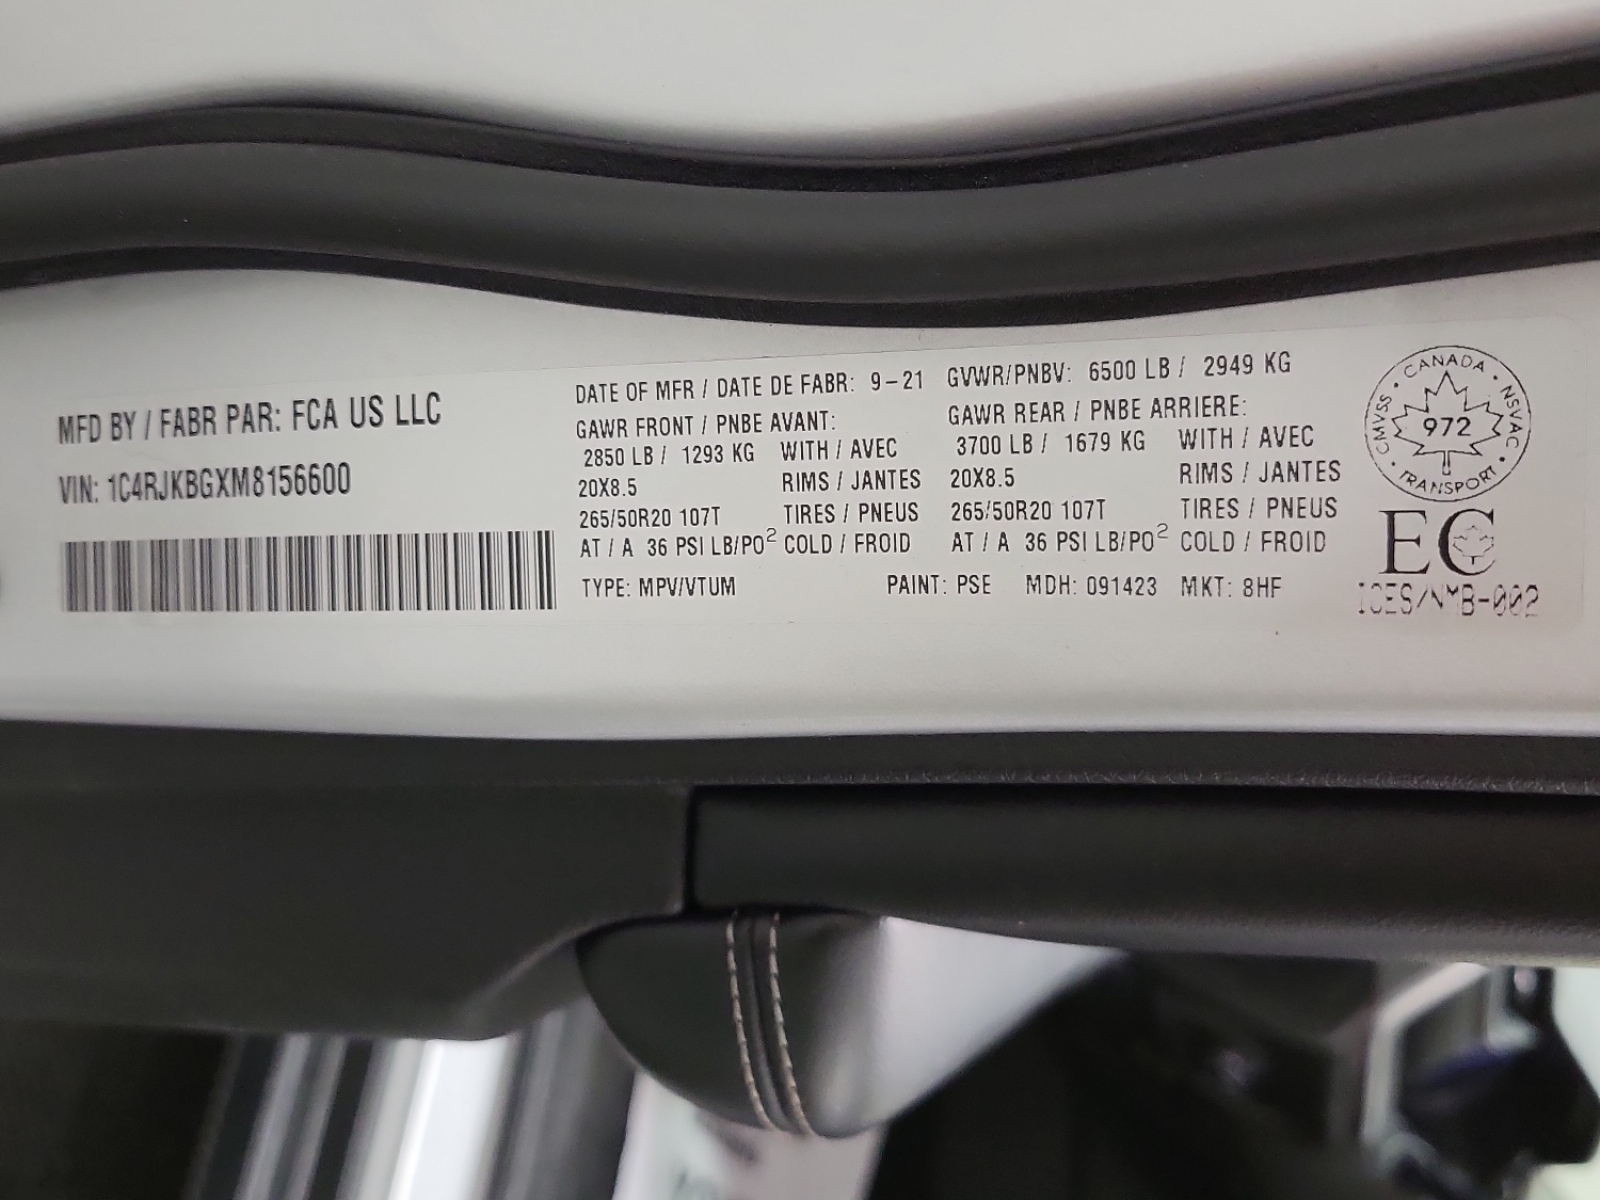 MFD BY / FABR PAR: FCA US LLC
VIN: 1C4RJKBGXM8156600
DATE OF MFR / DATE DE FABR: 9-21 GVWR/PNBV: 6500 LB / 2949 KG
GAWR FRONT / PNBE AVANT: GAWR REAR / PNBE ARRIERE:
2850 LB / 1293 KG WITH / AVEC 3700 LB / 1679 KG WITH / AVEC
20X8.5 RIMS / JANTES 20X8.5 RIMS / JANTES
265/50R20 107T TIRES / PNEUS 265/50R20 107T TIRES / PNEUS
AT / A 36 PSI LB/PO² COLD / FROID AT / A 36 PSI LB/PO² COLD / FROID
TYPE: MPV/VTUM PAINT: PSE MDH: 091423 MKT: 8HF
CANADA · NSVAC · TRANSPORT · CMVSS ·
972
EC
ICES/NMB-002